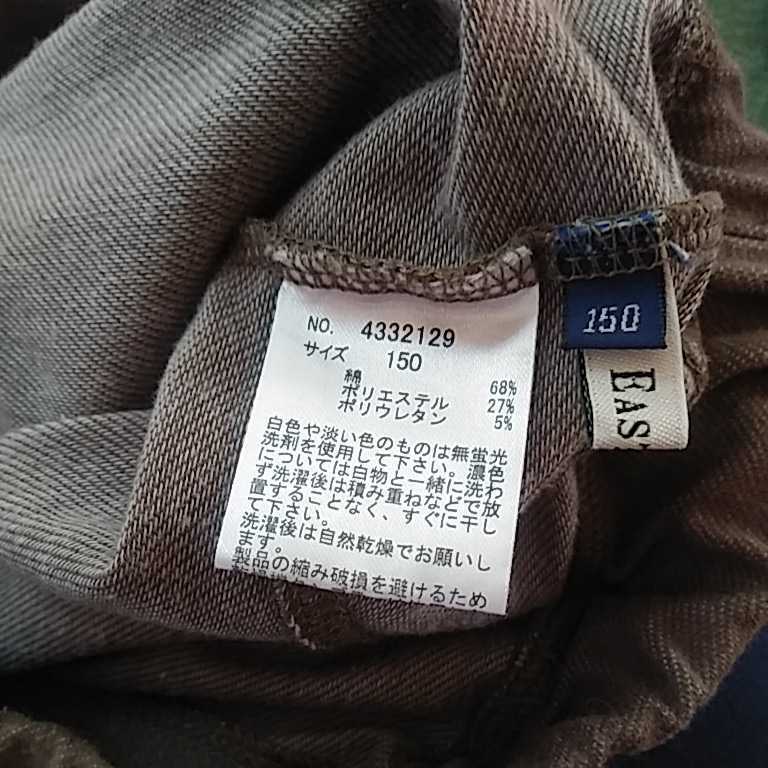 NO. 4332129
サイズ 150
綿 68%
ポリエステル 27%
ポリウレタン 5%
白色や淡い色のものは無蛍光
洗剤を使用して下さい。濃色
については白物と一緒に洗わ
ず洗濯後は積み重ねなどで放
置することなく、すぐに干し
て下さい。
洗濯後は自然乾燥でお願いし
ます。
製品の縮み破損を避けるため
150
EAST